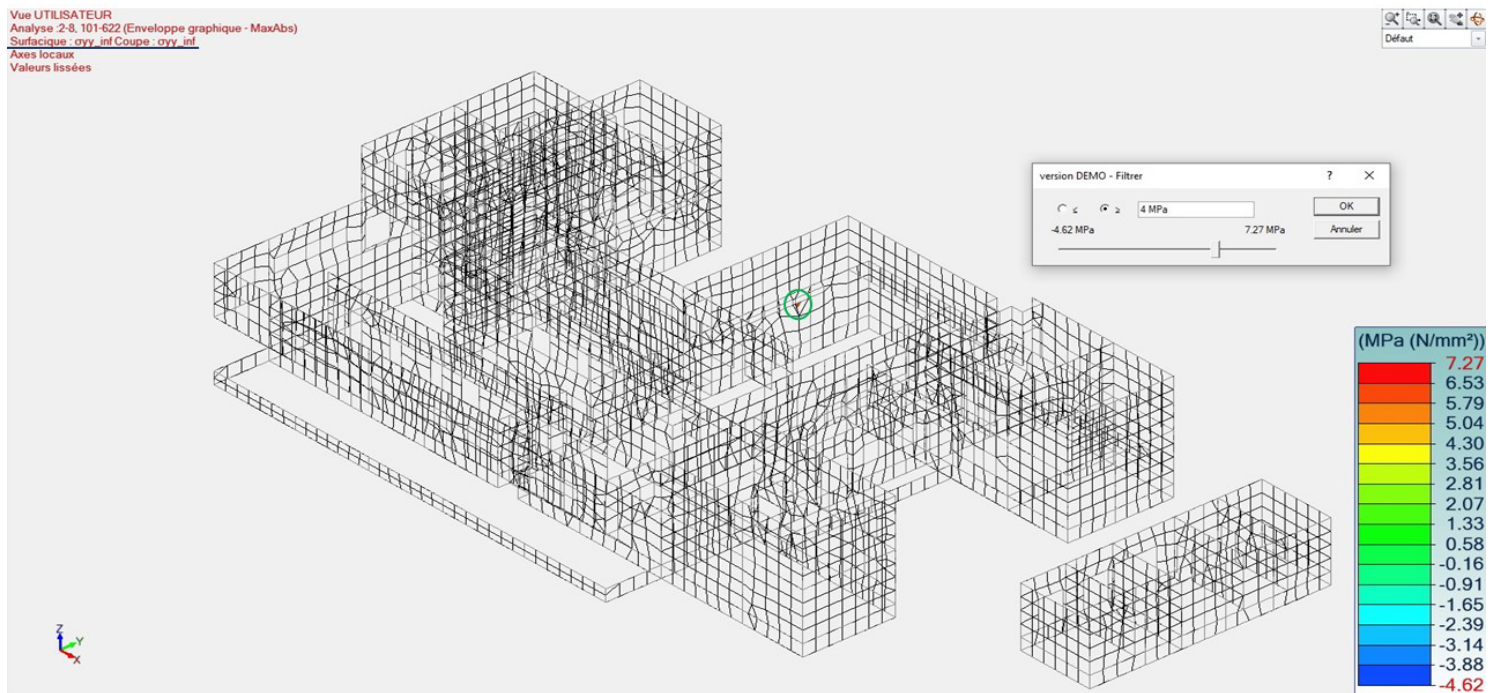 Vue UTILISATEUR
Analyse :2-8, 101-622 (Enveloppe graphique - MaxAbs)
Surfacique : σyy_inf Coupe : σyy_inf
Axes locaux
Valeurs lissées
Défaut
version DEMO - Filtrer ? ✕
≤ ≥ 4 MPa OK
-4.62 MPa 7.27 MPa Annuler
(MPa (N/mm²))
7.27
6.53
5.79
5.04
4.30
3.56
2.81
2.07
1.33
0.58
-0.16
-0.91
-1.65
-2.39
-3.14
-3.88
-4.62
Z
Y
X